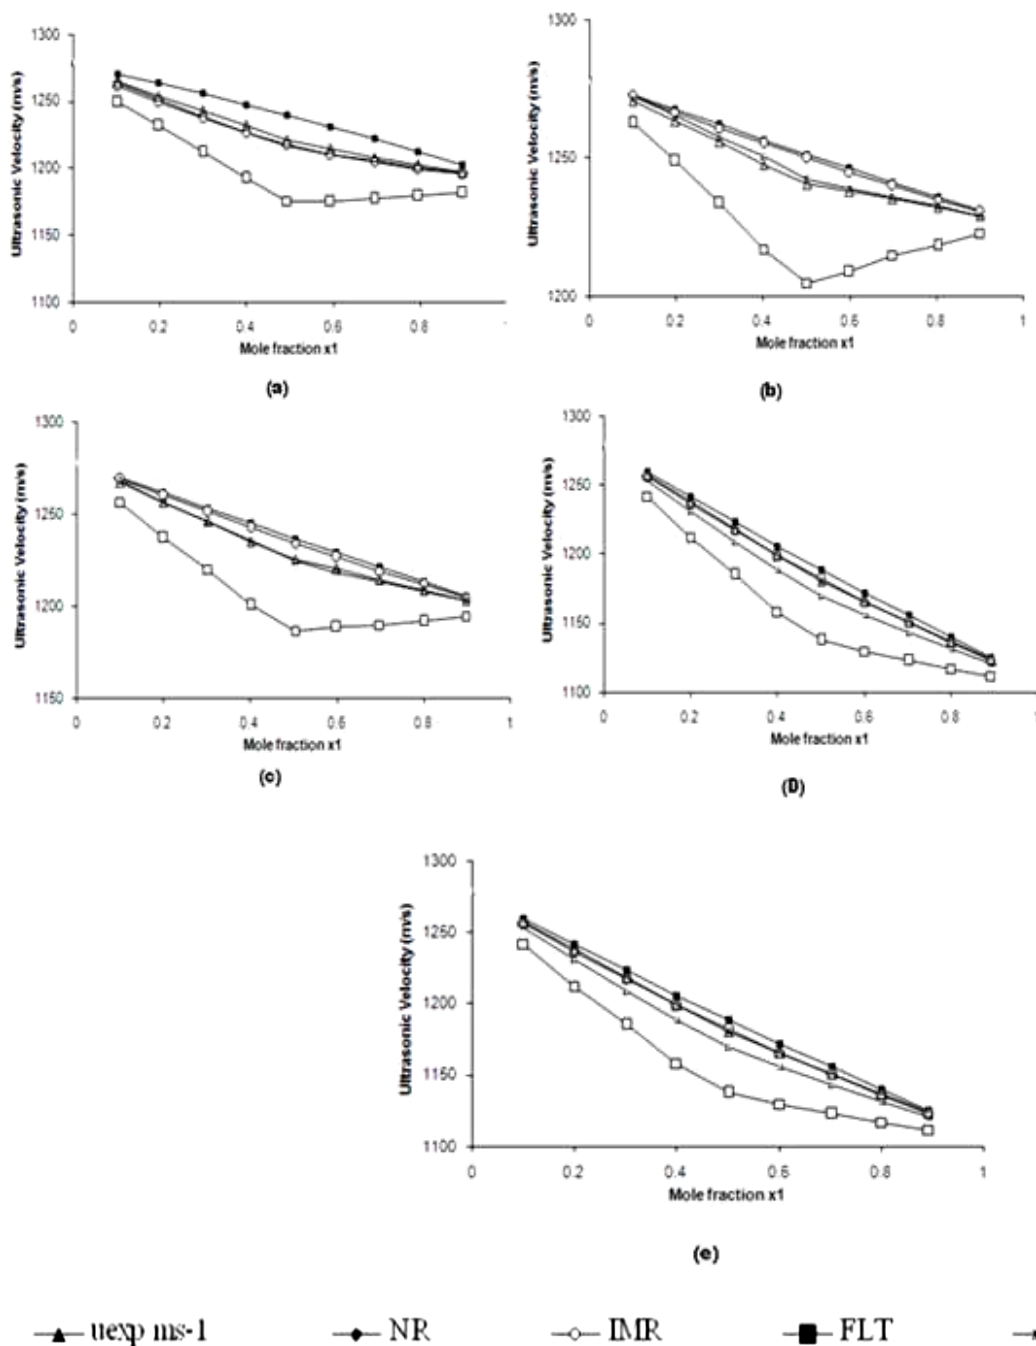 1300
1250
1200
1150
1100
Ultrasonic Velocity (m/s)
0 0.2 0.4 0.6 0.8 1
Mole fraction x1
(a)
1300
1250
1200
Ultrasonic Velocity (m/s)
0 0.2 0.4 0.6 0.8 1
Mole fraction x1
(b)
1300
1250
1200
1150
Ultrasonic Velocity (m/s)
0 0.2 0.4 0.6 0.8 1
Mole fraction x1
(c)
1300
1250
1200
1150
1100
Ultrasonic Velocity (m/s)
0 0.2 0.4 0.6 0.8 1
Mole fraction x1
(D)
1300
1250
1200
1150
1100
Ultrasonic Velocity (m/s)
0 0.2 0.4 0.6 0.8 1
Mole fraction x1
(e)
uexp ms-1 NR IMR FLT